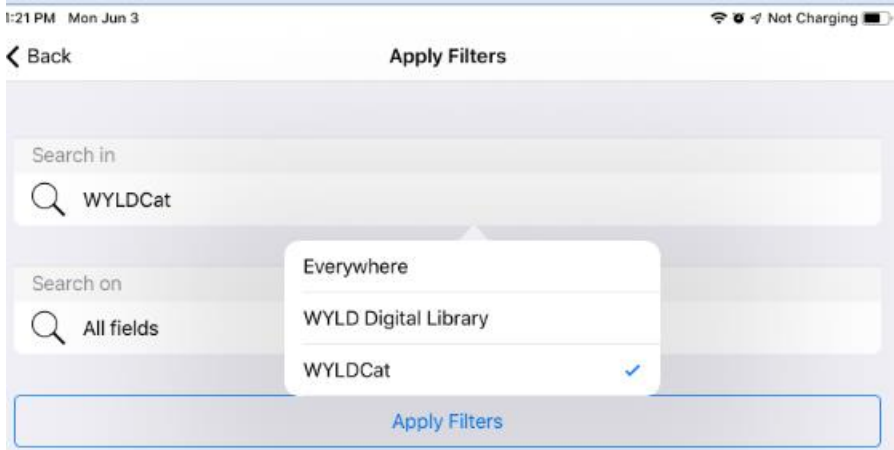 1:21 PM Mon Jun 3 Not Charging
Back Apply Filters
Search in
WYLDCat
Everywhere
Search on
WYLD Digital Library
All fields
WYLDCat
Apply Filters